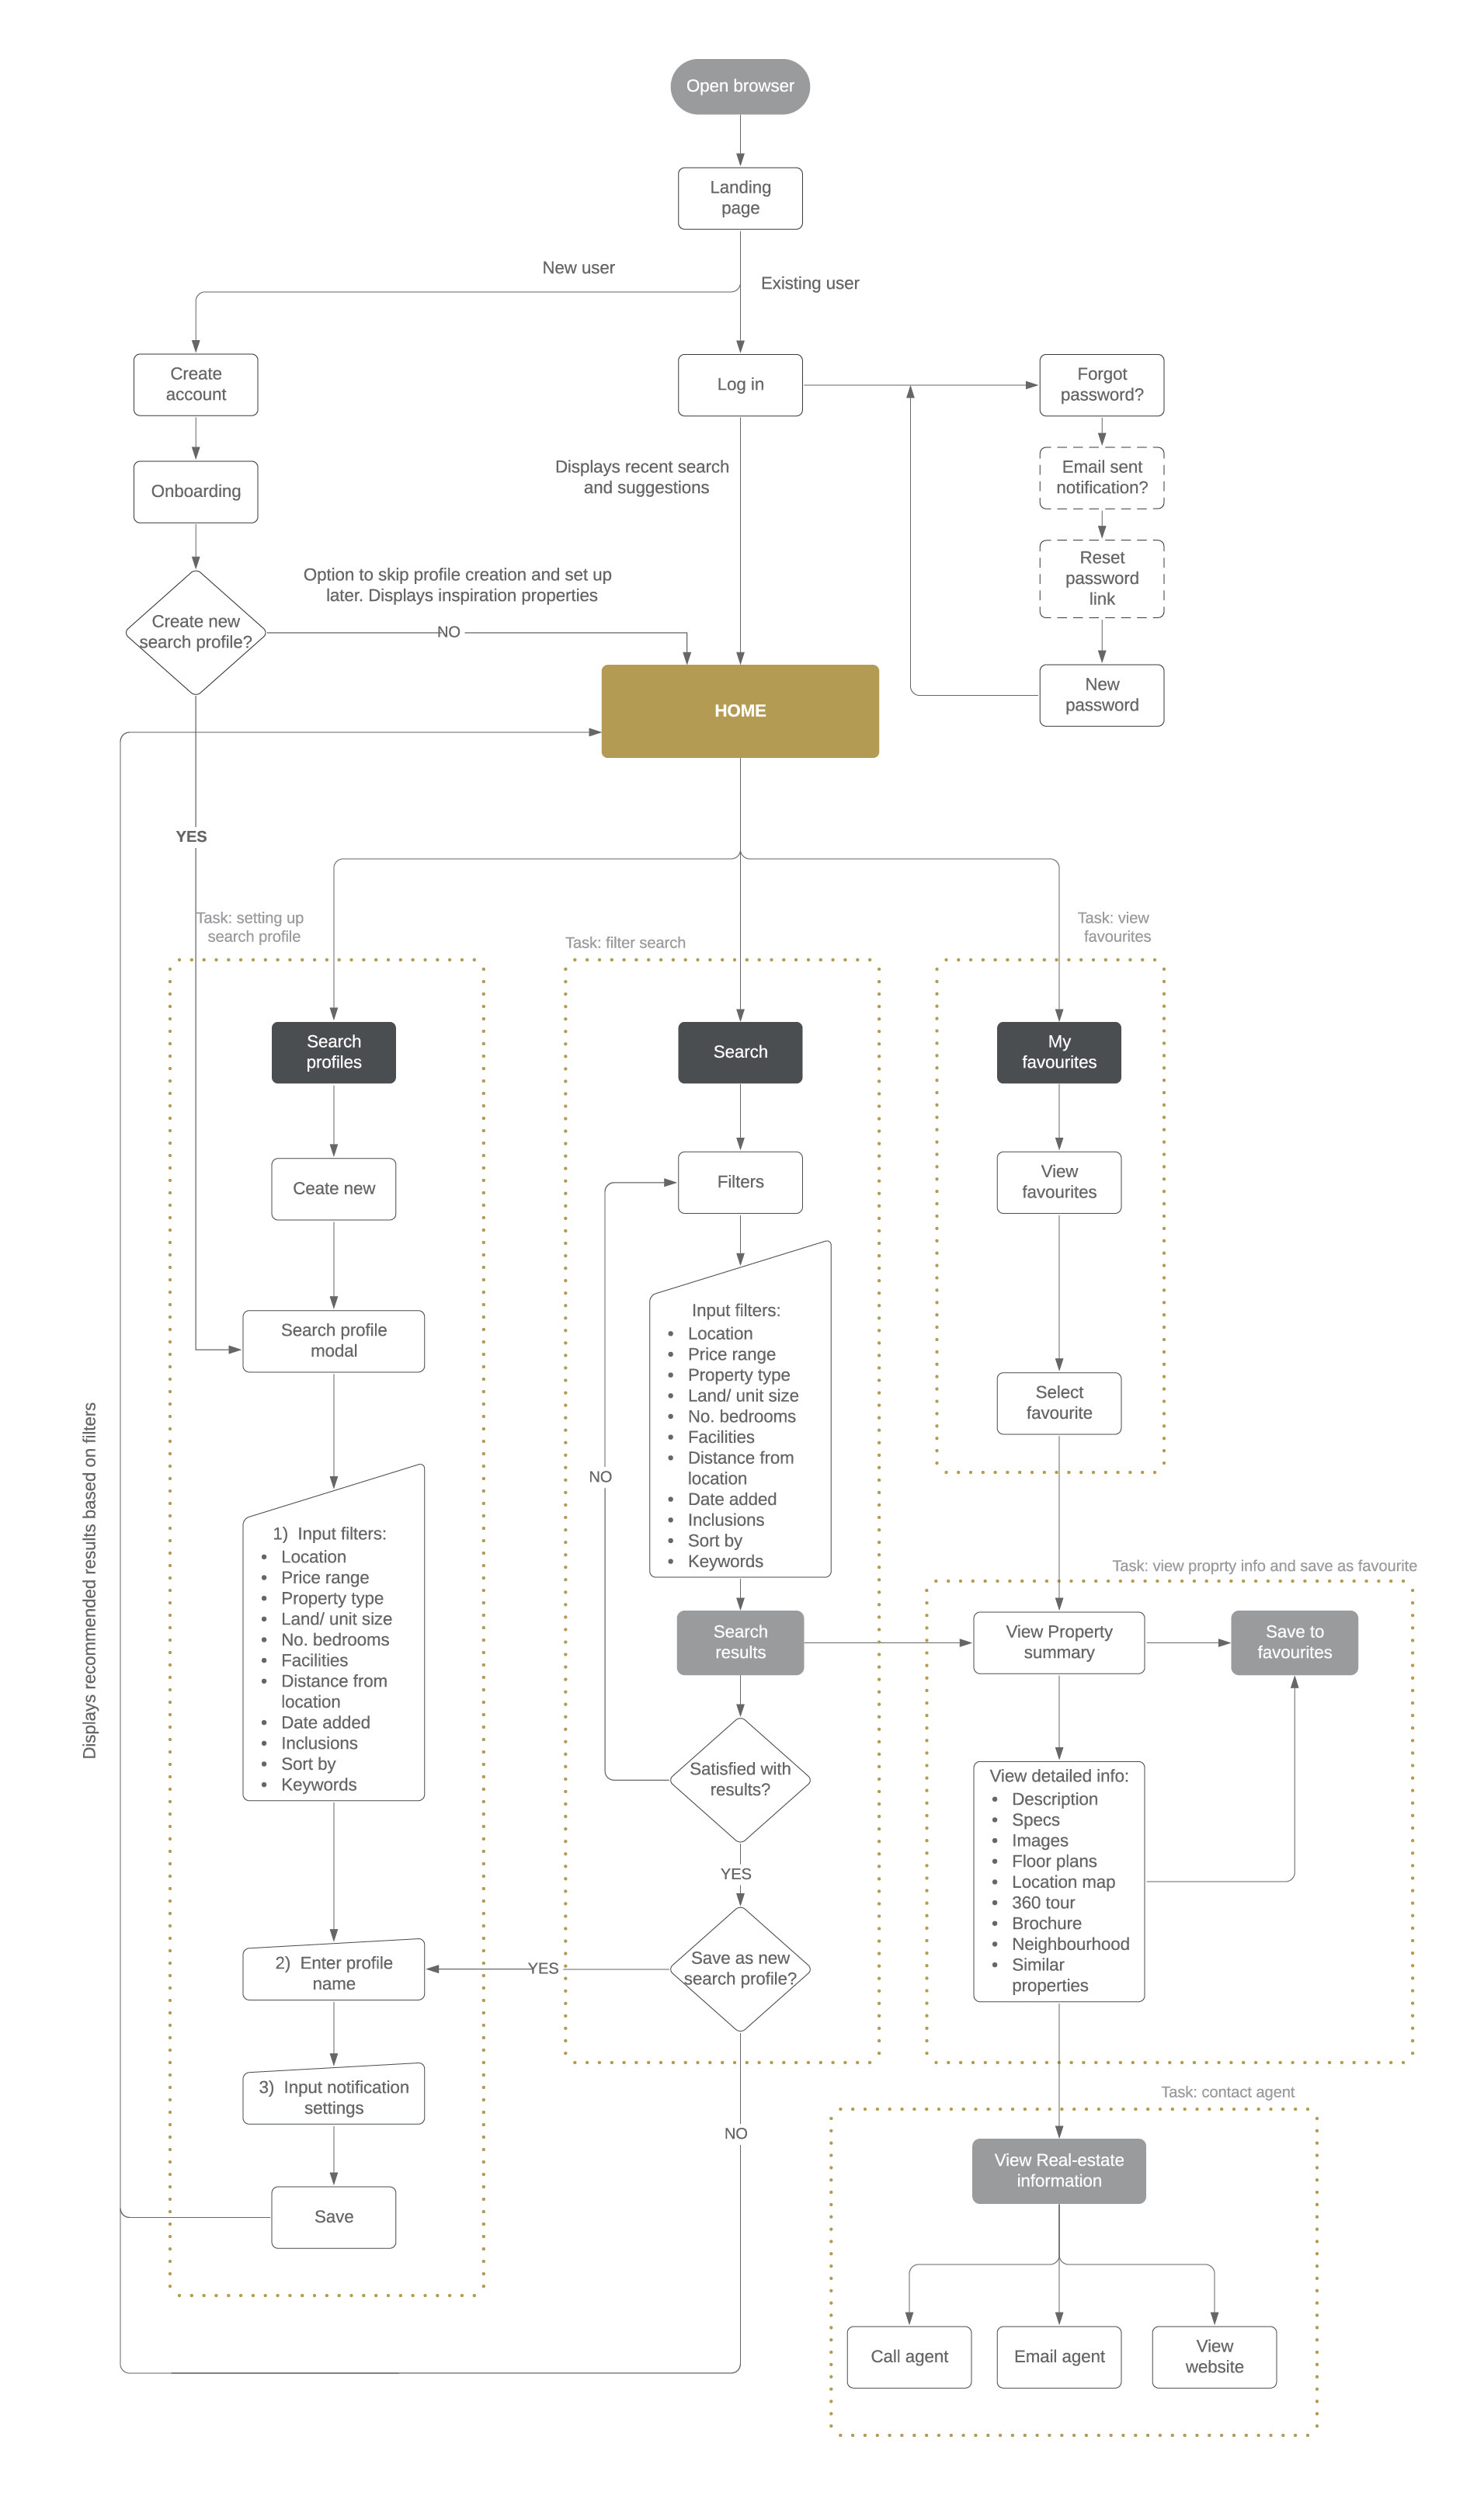 Open browser
Landing
page
New user
Existing user
Create
account
Log in
Forgot
password?
Onboarding
Displays recent search
and suggestions
Email sent
notification?
Reset
password
link
Option to skip profile creation and set up
later. Displays inspiration properties
Create new
search profile?
NO
New
password
HOME
YES
Task: setting up
search profile
Task: filter search
Task: view
favourites
Search
profiles
Search
My
favourites
Ceate new
Filters
View
favourites
Search profile
modal
Input filters:
• Location
• Price range
• Property type
• Land/ unit size
• No. bedrooms
• Facilities
• Distance from
location
• Date added
• Inclusions
• Sort by
• Keywords
Select
favourite
NO
Displays recommended results based on filters
1) Input filters:
• Location
• Price range
• Property type
• Land/ unit size
• No. bedrooms
• Facilities
• Distance from
location
• Date added
• Inclusions
• Sort by
• Keywords
Task: view proprty info and save as favourite
Search
results
View Property
summary
Save to
favourites
Satisfied with
results?
View detailed info:
• Description
• Specs
• Images
• Floor plans
• Location map
• 360 tour
• Brochure
• Neighbourhood
• Similar
properties
YES
2) Enter profile
name
YES
Save as new
search profile?
3) Input notification
settings
Task: contact agent
NO
View Real-estate
information
Save
Call agent
Email agent
View
website